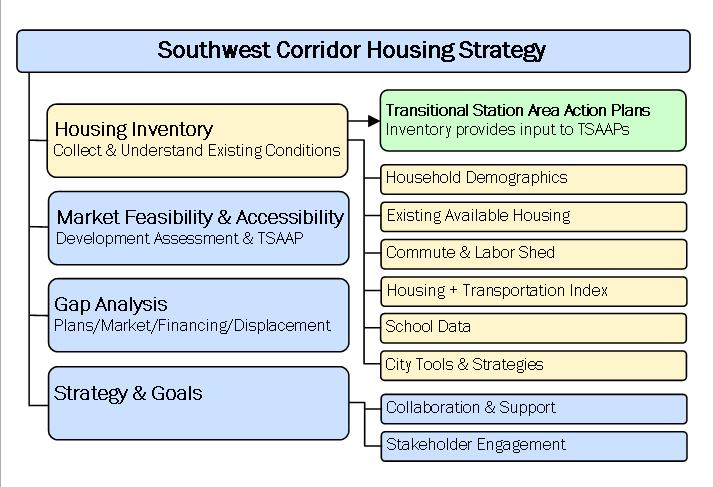 Southwest Corridor Housing Strategy
Housing Inventory
Collect & Understand Existing Conditions
Transitional Station Area Action Plans
Inventory provides input to TSAAPs
Household Demographics
Existing Available Housing
Commute & Labor Shed
Housing + Transportation Index
School Data
City Tools & Strategies
Market Feasibility & Accessibility
Development Assessment & TSAAP
Gap Analysis
Plans/Market/Financing/Displacement
Strategy & Goals
Collaboration & Support
Stakeholder Engagement